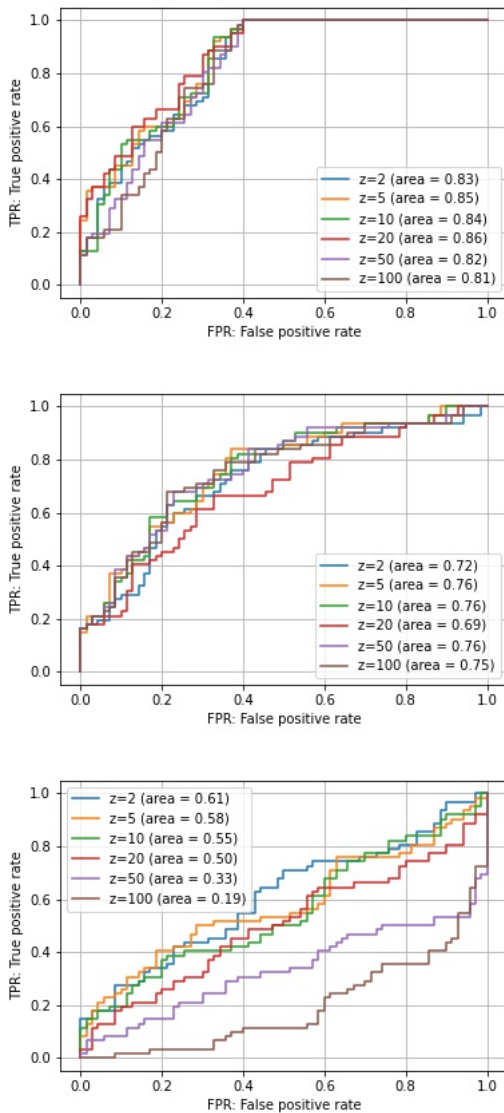 1.0
0.8
0.6
0.4
0.2
0.0
TPR: True positive rate
z=2 (area = 0.83)
z=5 (area = 0.85)
z=10 (area = 0.84)
z=20 (area = 0.86)
z=50 (area = 0.82)
z=100 (area = 0.81)
0.0 0.2 0.4 0.6 0.8 1.0
FPR: False positive rate
1.0
0.8
0.6
0.4
0.2
0.0
TPR: True positive rate
z=2 (area = 0.72)
z=5 (area = 0.76)
z=10 (area = 0.76)
z=20 (area = 0.69)
z=50 (area = 0.76)
z=100 (area = 0.75)
0.0 0.2 0.4 0.6 0.8 1.0
FPR: False positive rate
1.0
0.8
0.6
0.4
0.2
0.0
TPR: True positive rate
z=2 (area = 0.61)
z=5 (area = 0.58)
z=10 (area = 0.55)
z=20 (area = 0.50)
z=50 (area = 0.33)
z=100 (area = 0.19)
0.0 0.2 0.4 0.6 0.8 1.0
FPR: False positive rate